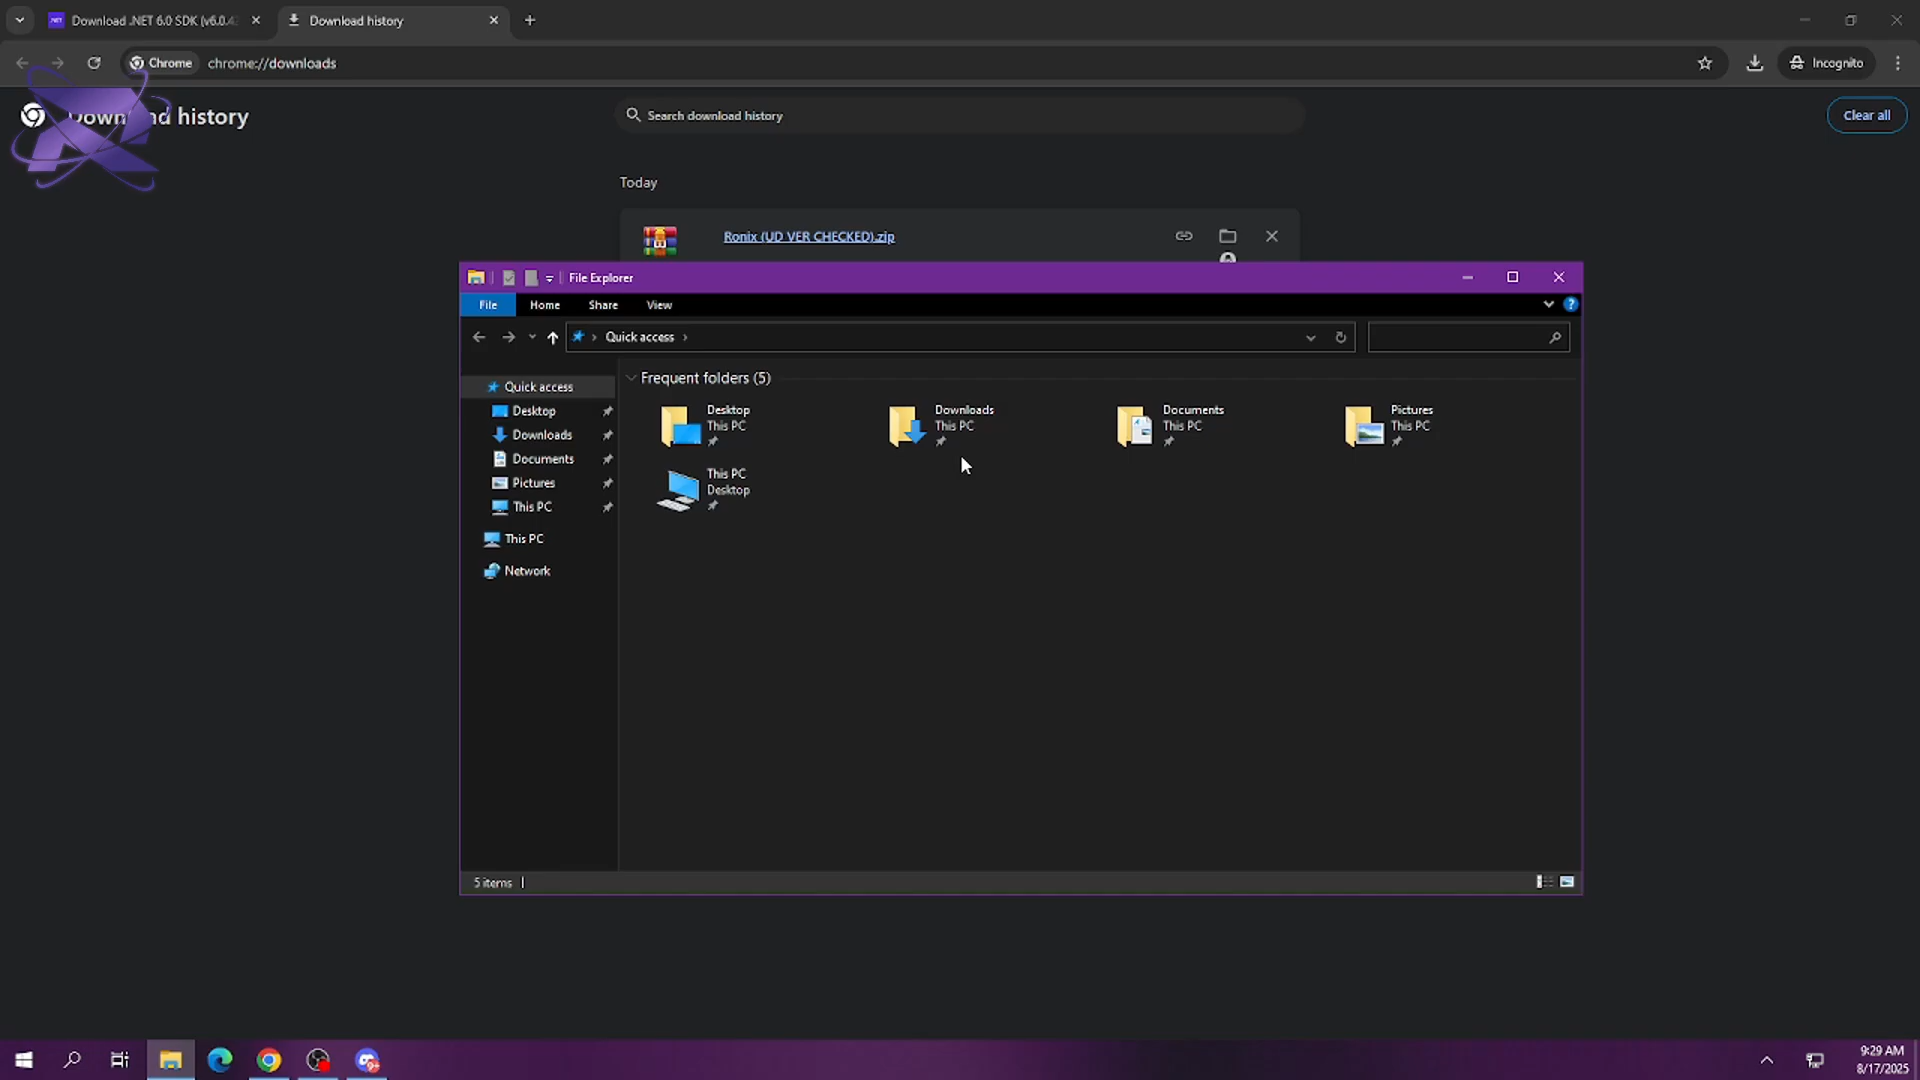 Download .NET 6.0 SDK (v6.0.4
Download history
Chrome
chrome://downloads
Incognito
Download history
Search download history
Clear all
Today
Ronix (UD VER CHECKED).zip
File Explorer
File
Home
Share
View
Quick access
Quick access
Desktop
Downloads
Documents
Pictures
This PC
This PC
Network
Frequent folders (5)
Desktop
This PC
Downloads
This PC
Documents
This PC
Pictures
This PC
This PC
Desktop
5 items
9:29 AM
8/17/2025